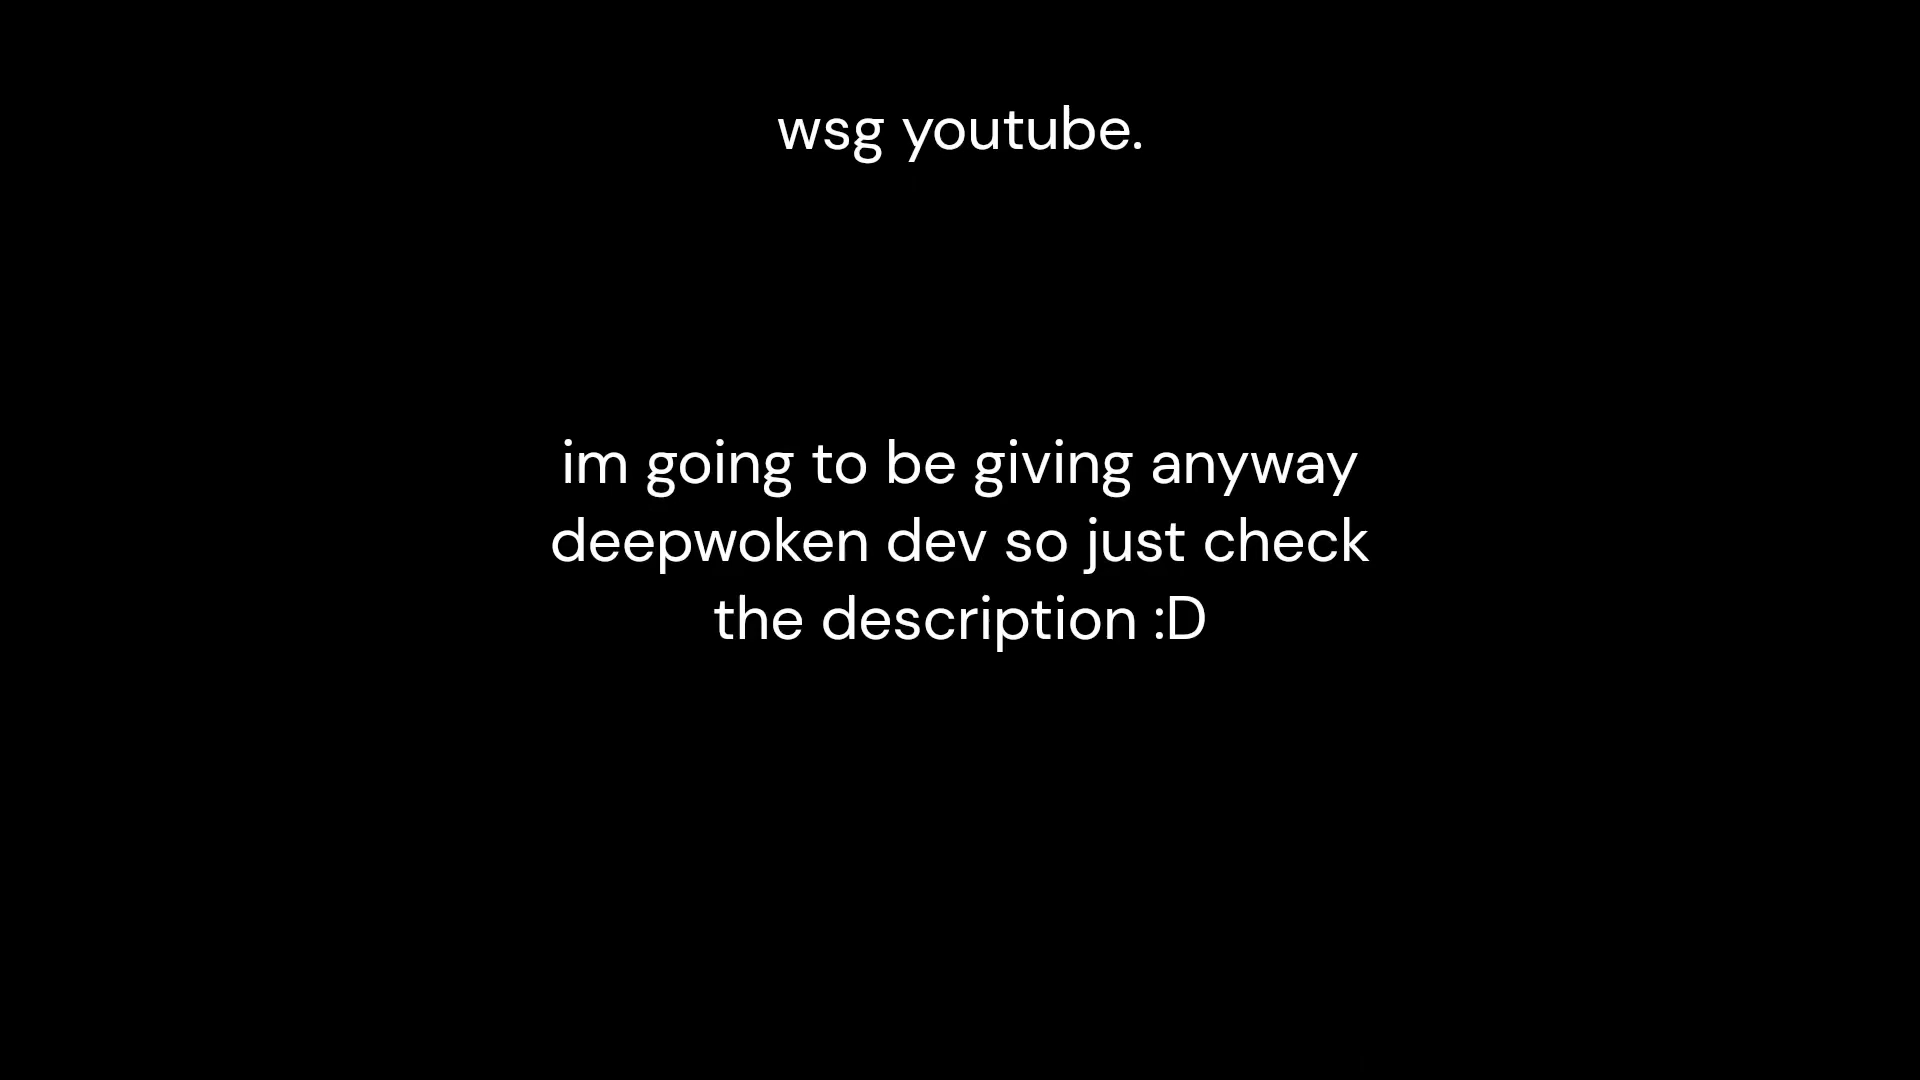 wsg youtube.
im going to be giving anyway
deepwoken dev so just check
the description :D